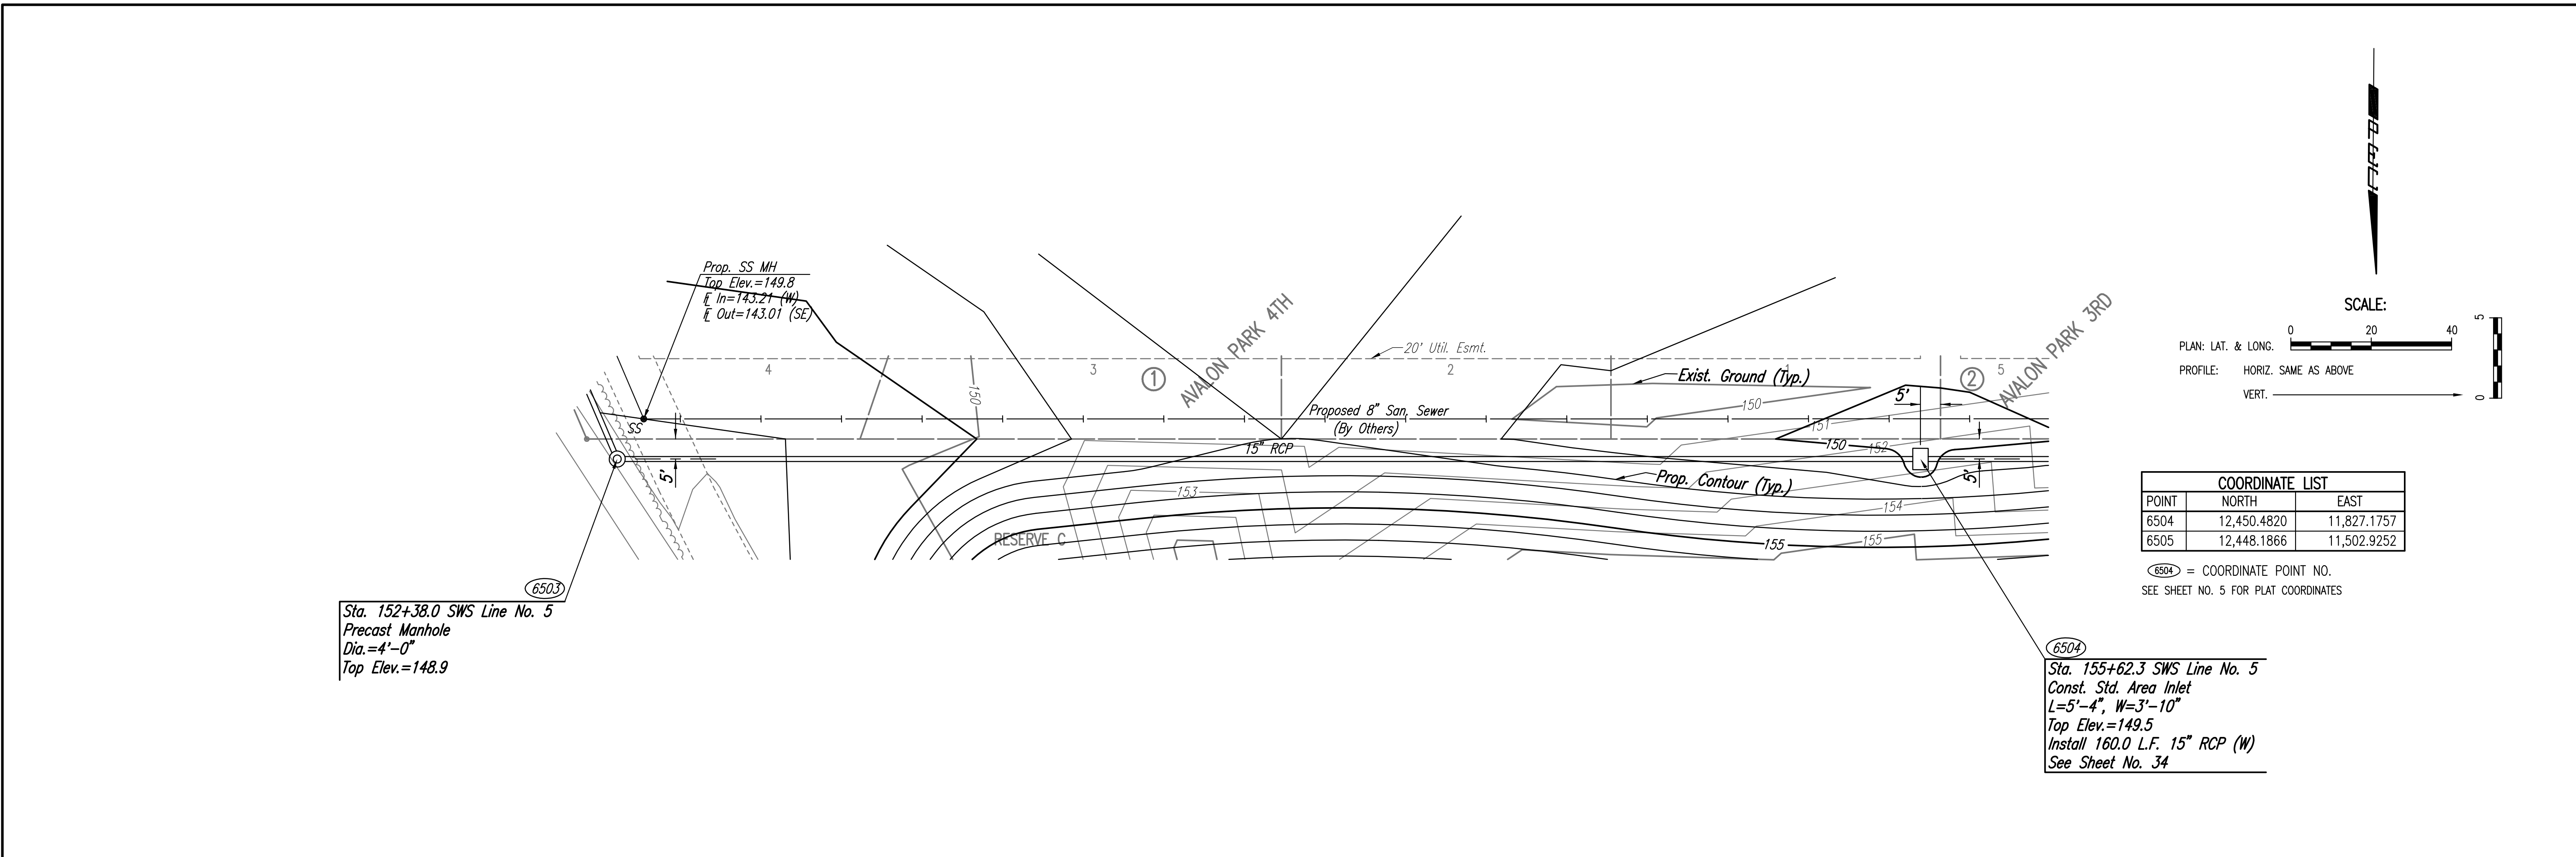 Prop. SS MH
Top Elev.=149.8
In=143.21 (W)
Out=143.01 (SE)
SS
4
150
3
1
AVALON PARK 4TH
20' Util. Esmt.
2
Proposed 8" San. Sewer
(By Others)
15" RCP
Exist. Ground (Typ.)
150
1
5'
2
5
AVALON PARK 3RD
151
150
152
5'
5'
Prop. Contour (Typ.)
153
154
RESERVE C
155
155
6503
Sta. 152+38.0 SWS Line No. 5
Precast Manhole
Dia.=4'-0"
Top Elev.=148.9
6504
Sta. 155+62.3 SWS Line No. 5
Const. Std. Area Inlet
L=5'-4", W=3'-10"
Top Elev.=149.5
Install 160.0 L.F. 15" RCP (W)
See Sheet No. 34
SCALE:
0 20 40
PLAN: LAT. & LONG.
PROFILE: HORIZ. SAME AS ABOVE
VERT.
5
0
COORDINATE LIST
POINT NORTH EAST
6504 12,450.4820 11,827.1757
6505 12,448.1866 11,502.9252
6504 = COORDINATE POINT NO.
SEE SHEET NO. 5 FOR PLAT COORDINATES